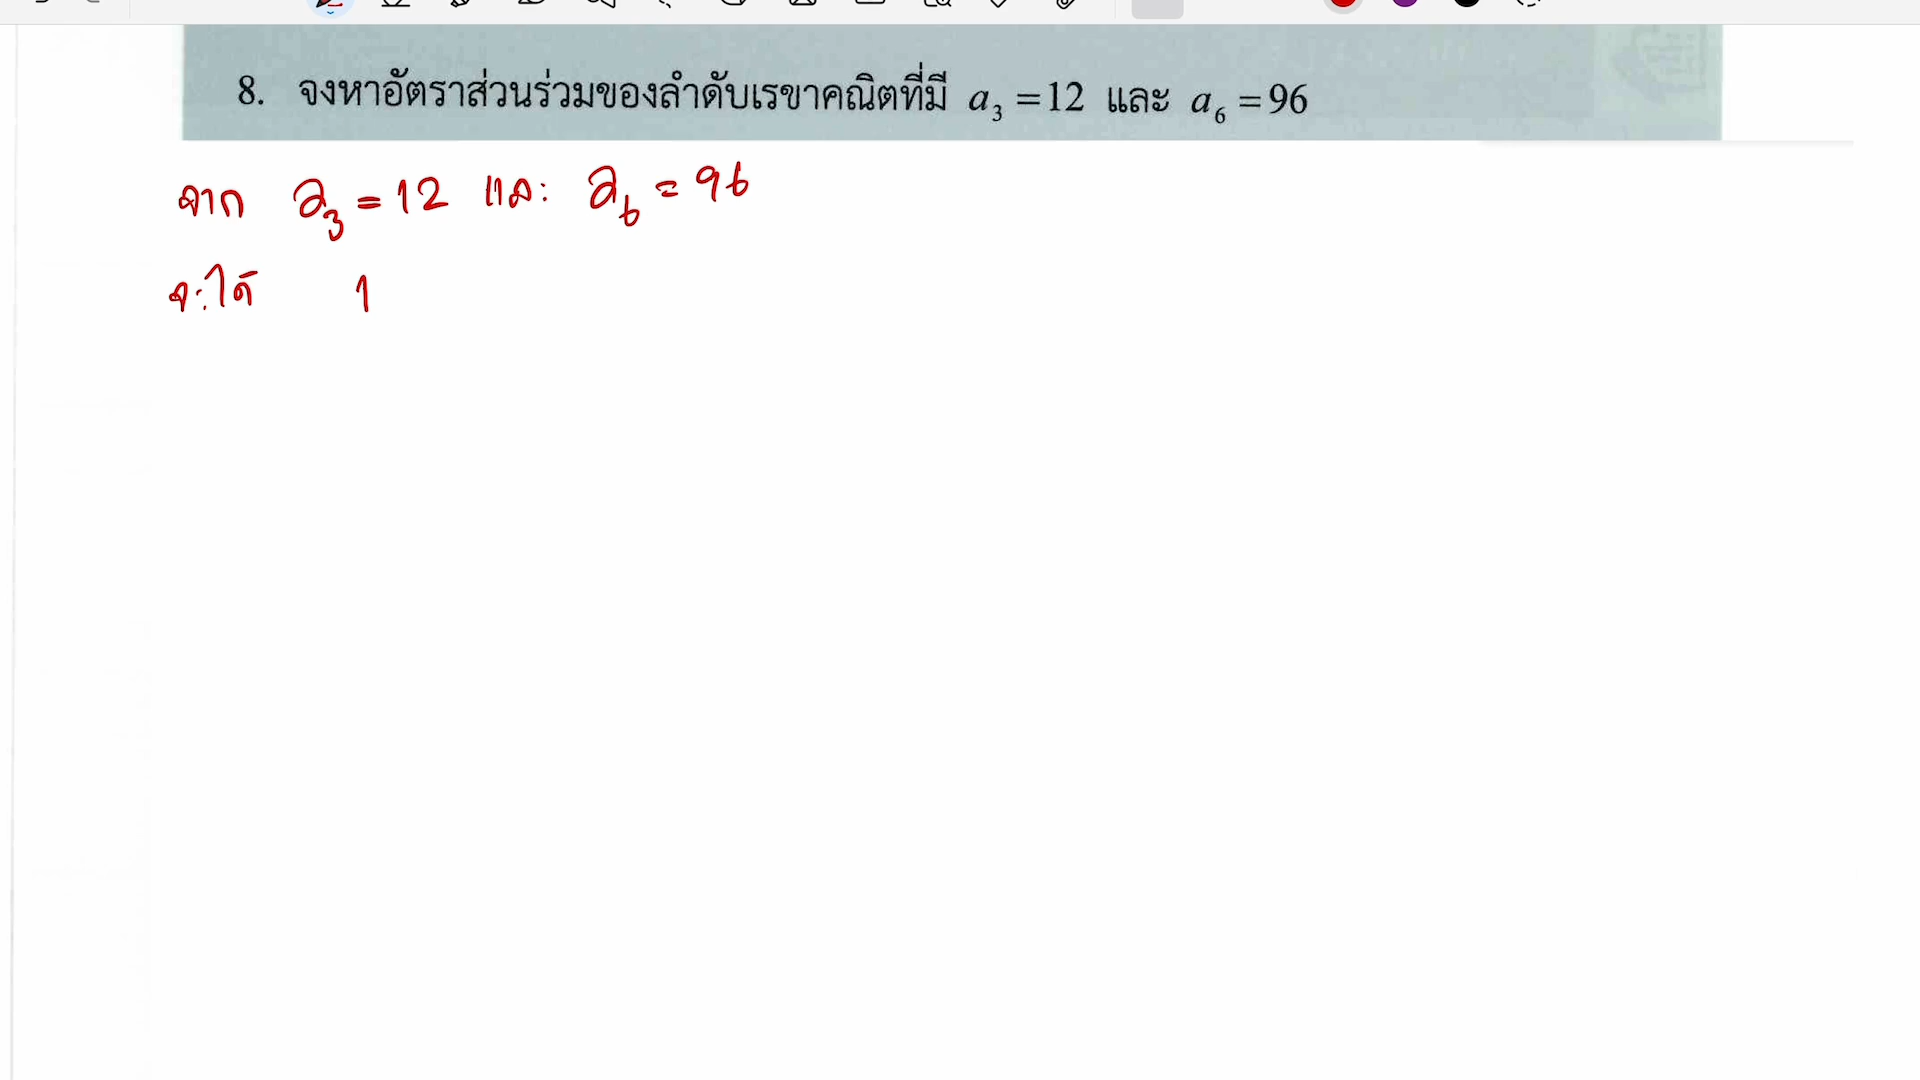 8. จงหาอัตราส่วนร่วมของลำดับเรขาคณิตที่มี a₃ = 12 และ a₆ = 96
จาก a₃ = 12 และ a₆ = 96
จะได้ 1